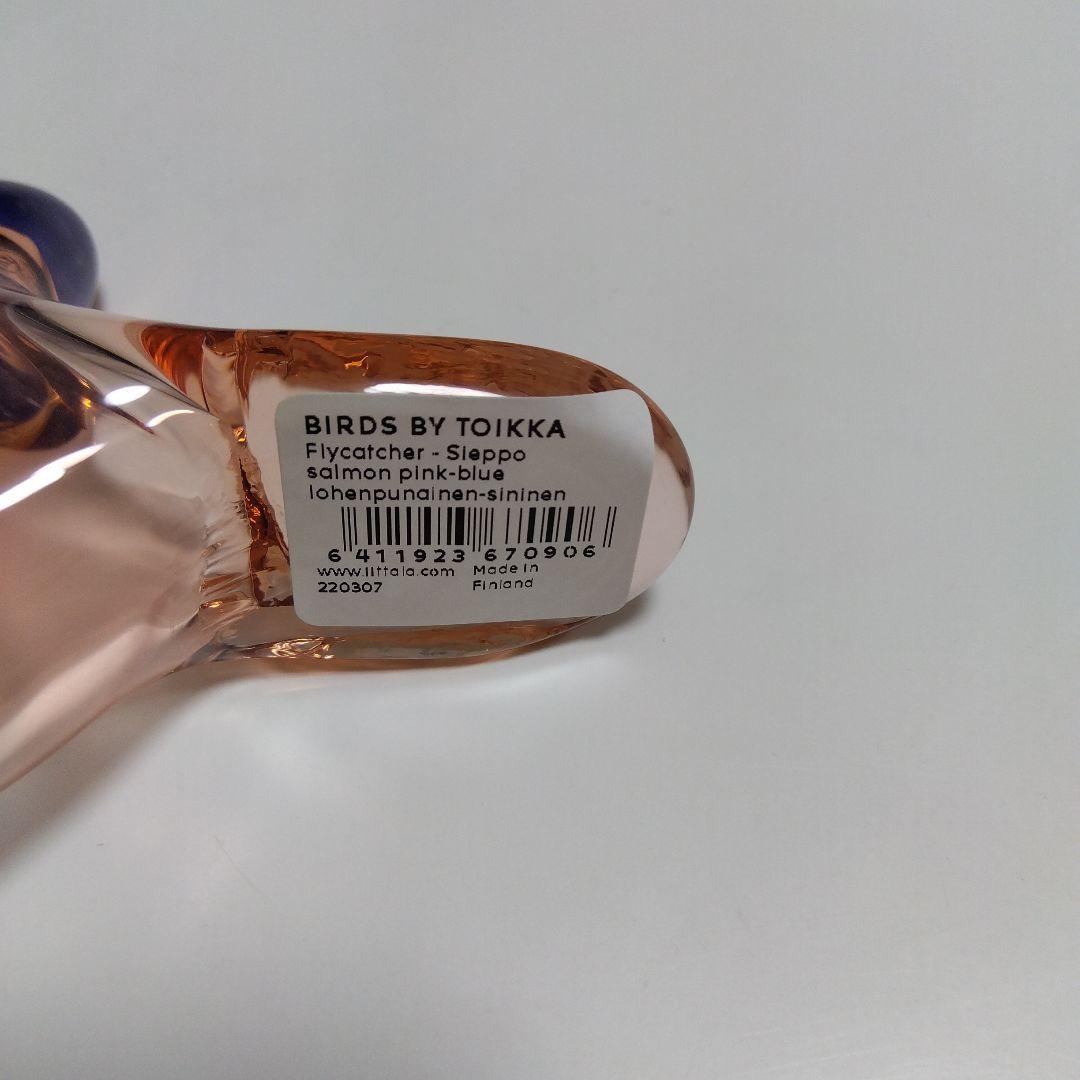 BIRDS BY TOIKKA
Flycatcher - Sieppo
salmon pink-blue
lohenpunainen-sininen
6 411923 670906
www.iittala.com Made in
220307 Finland